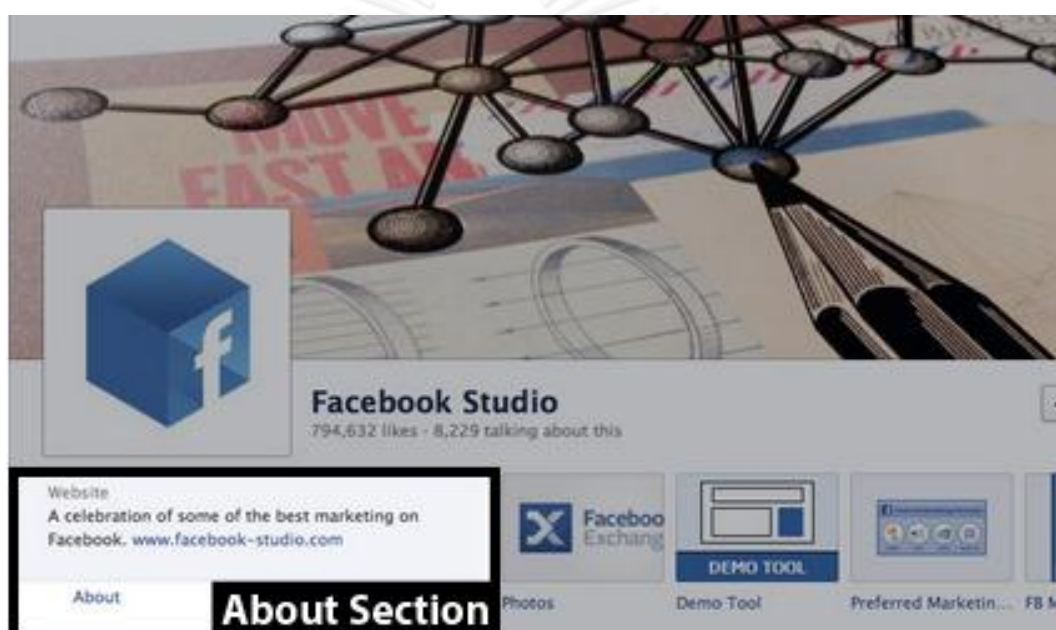 MOVE
FAST AN
f
Facebook Studio
794,632 likes · 8,229 talking about this
Website
A celebration of some of the best marketing on
Facebook. www.facebook-studio.com
About
About Section
Faceboo
Exchang
Photos
DEMO TOOL
Demo Tool
Preferred Marketin...
FB M